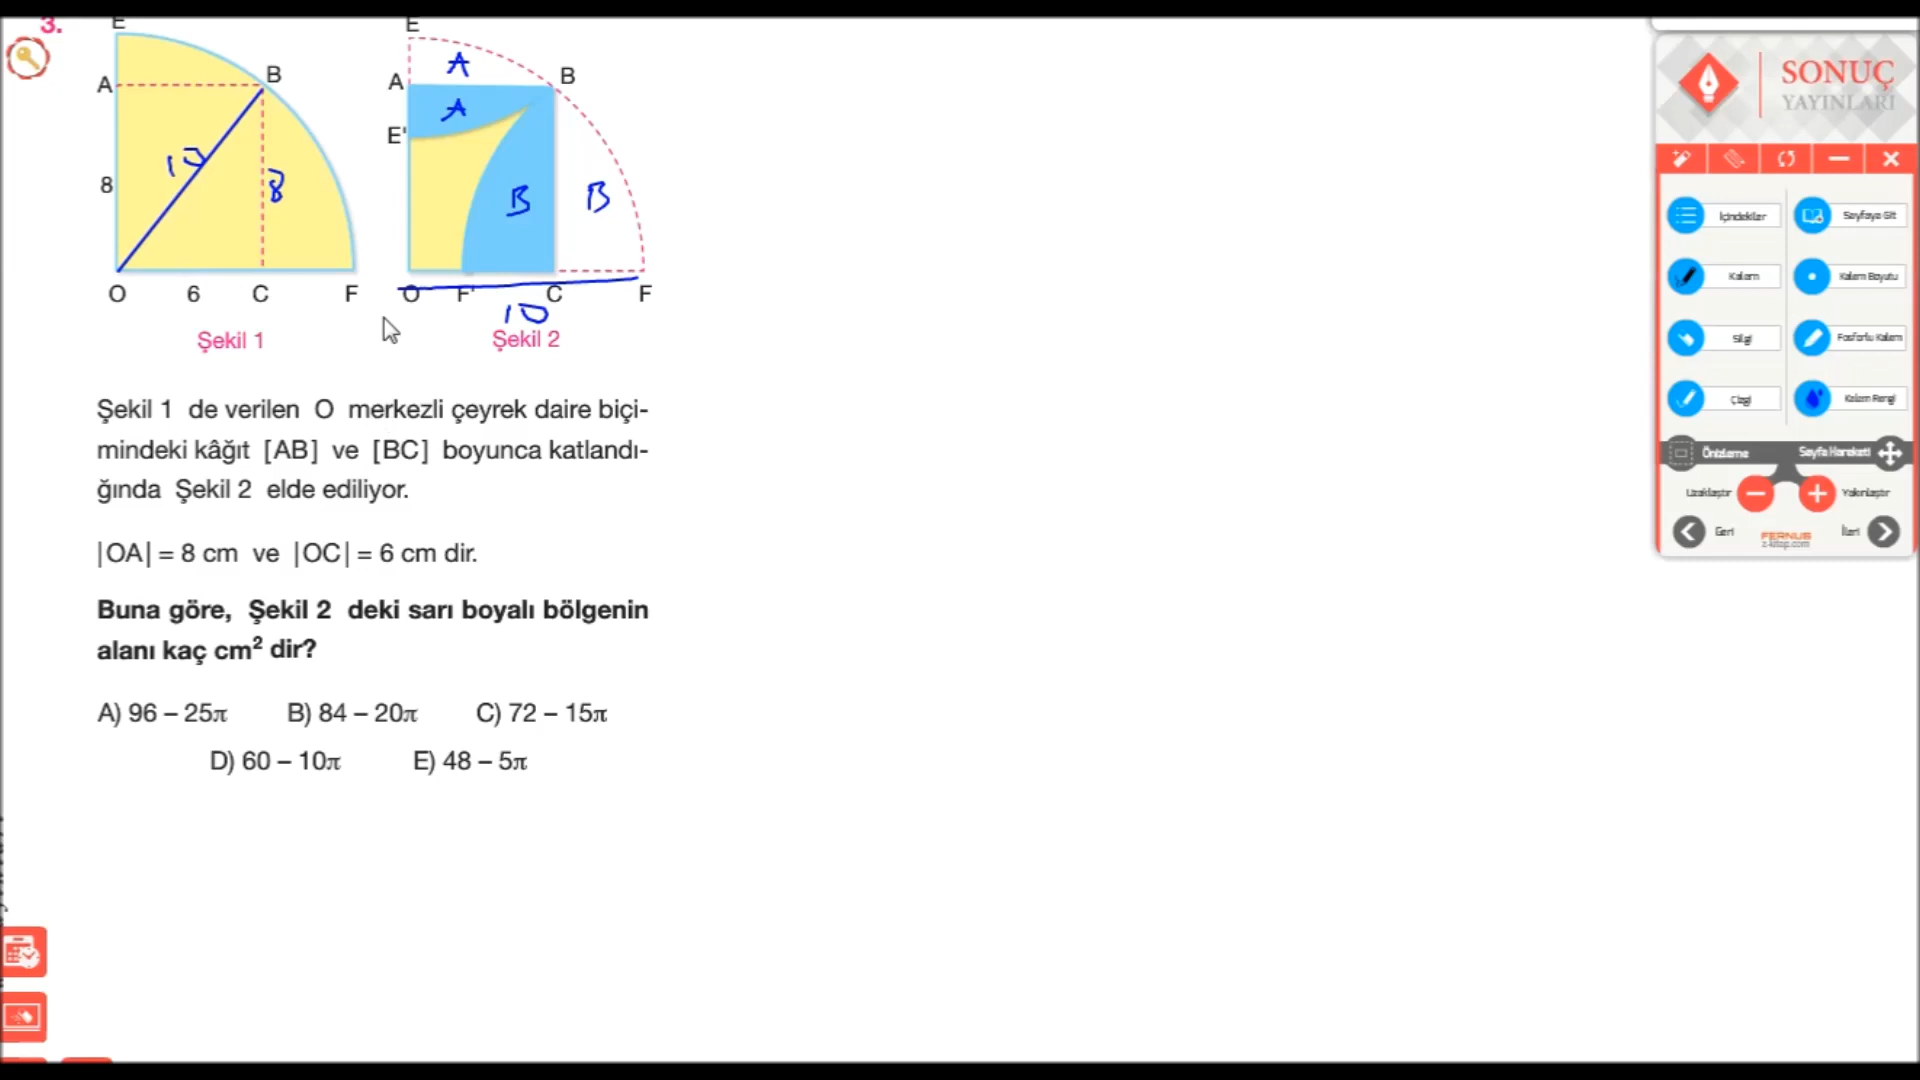 3.
E
A
B
10
8
8
O 6 C F
Şekil 1
E
A
A
B
A
E'
B
B
O F' C F
10
Şekil 2
Şekil 1 de verilen O merkezli çeyrek daire biçi-
mindeki kâğıt [AB] ve [BC] boyunca katlandı-
ğında Şekil 2 elde ediliyor.
|OA| = 8 cm ve |OC| = 6 cm dir.
Buna göre, Şekil 2 deki sarı boyalı bölgenin
alanı kaç cm² dir?
A) 96 – 25π B) 84 – 20π C) 72 – 15π
D) 60 – 10π E) 48 – 5π
SONUÇ
YAYINLARI
İçindekiler Sayfaya Git
Kalem Kalem Boyutu
Silgi Fosforlu Kalem
Çizgi Kalem Rengi
Önizleme Sayfa Hareketi
Uzaklaştır Yakınlaştır
Geri FERNUS İleri
z-kitap.com